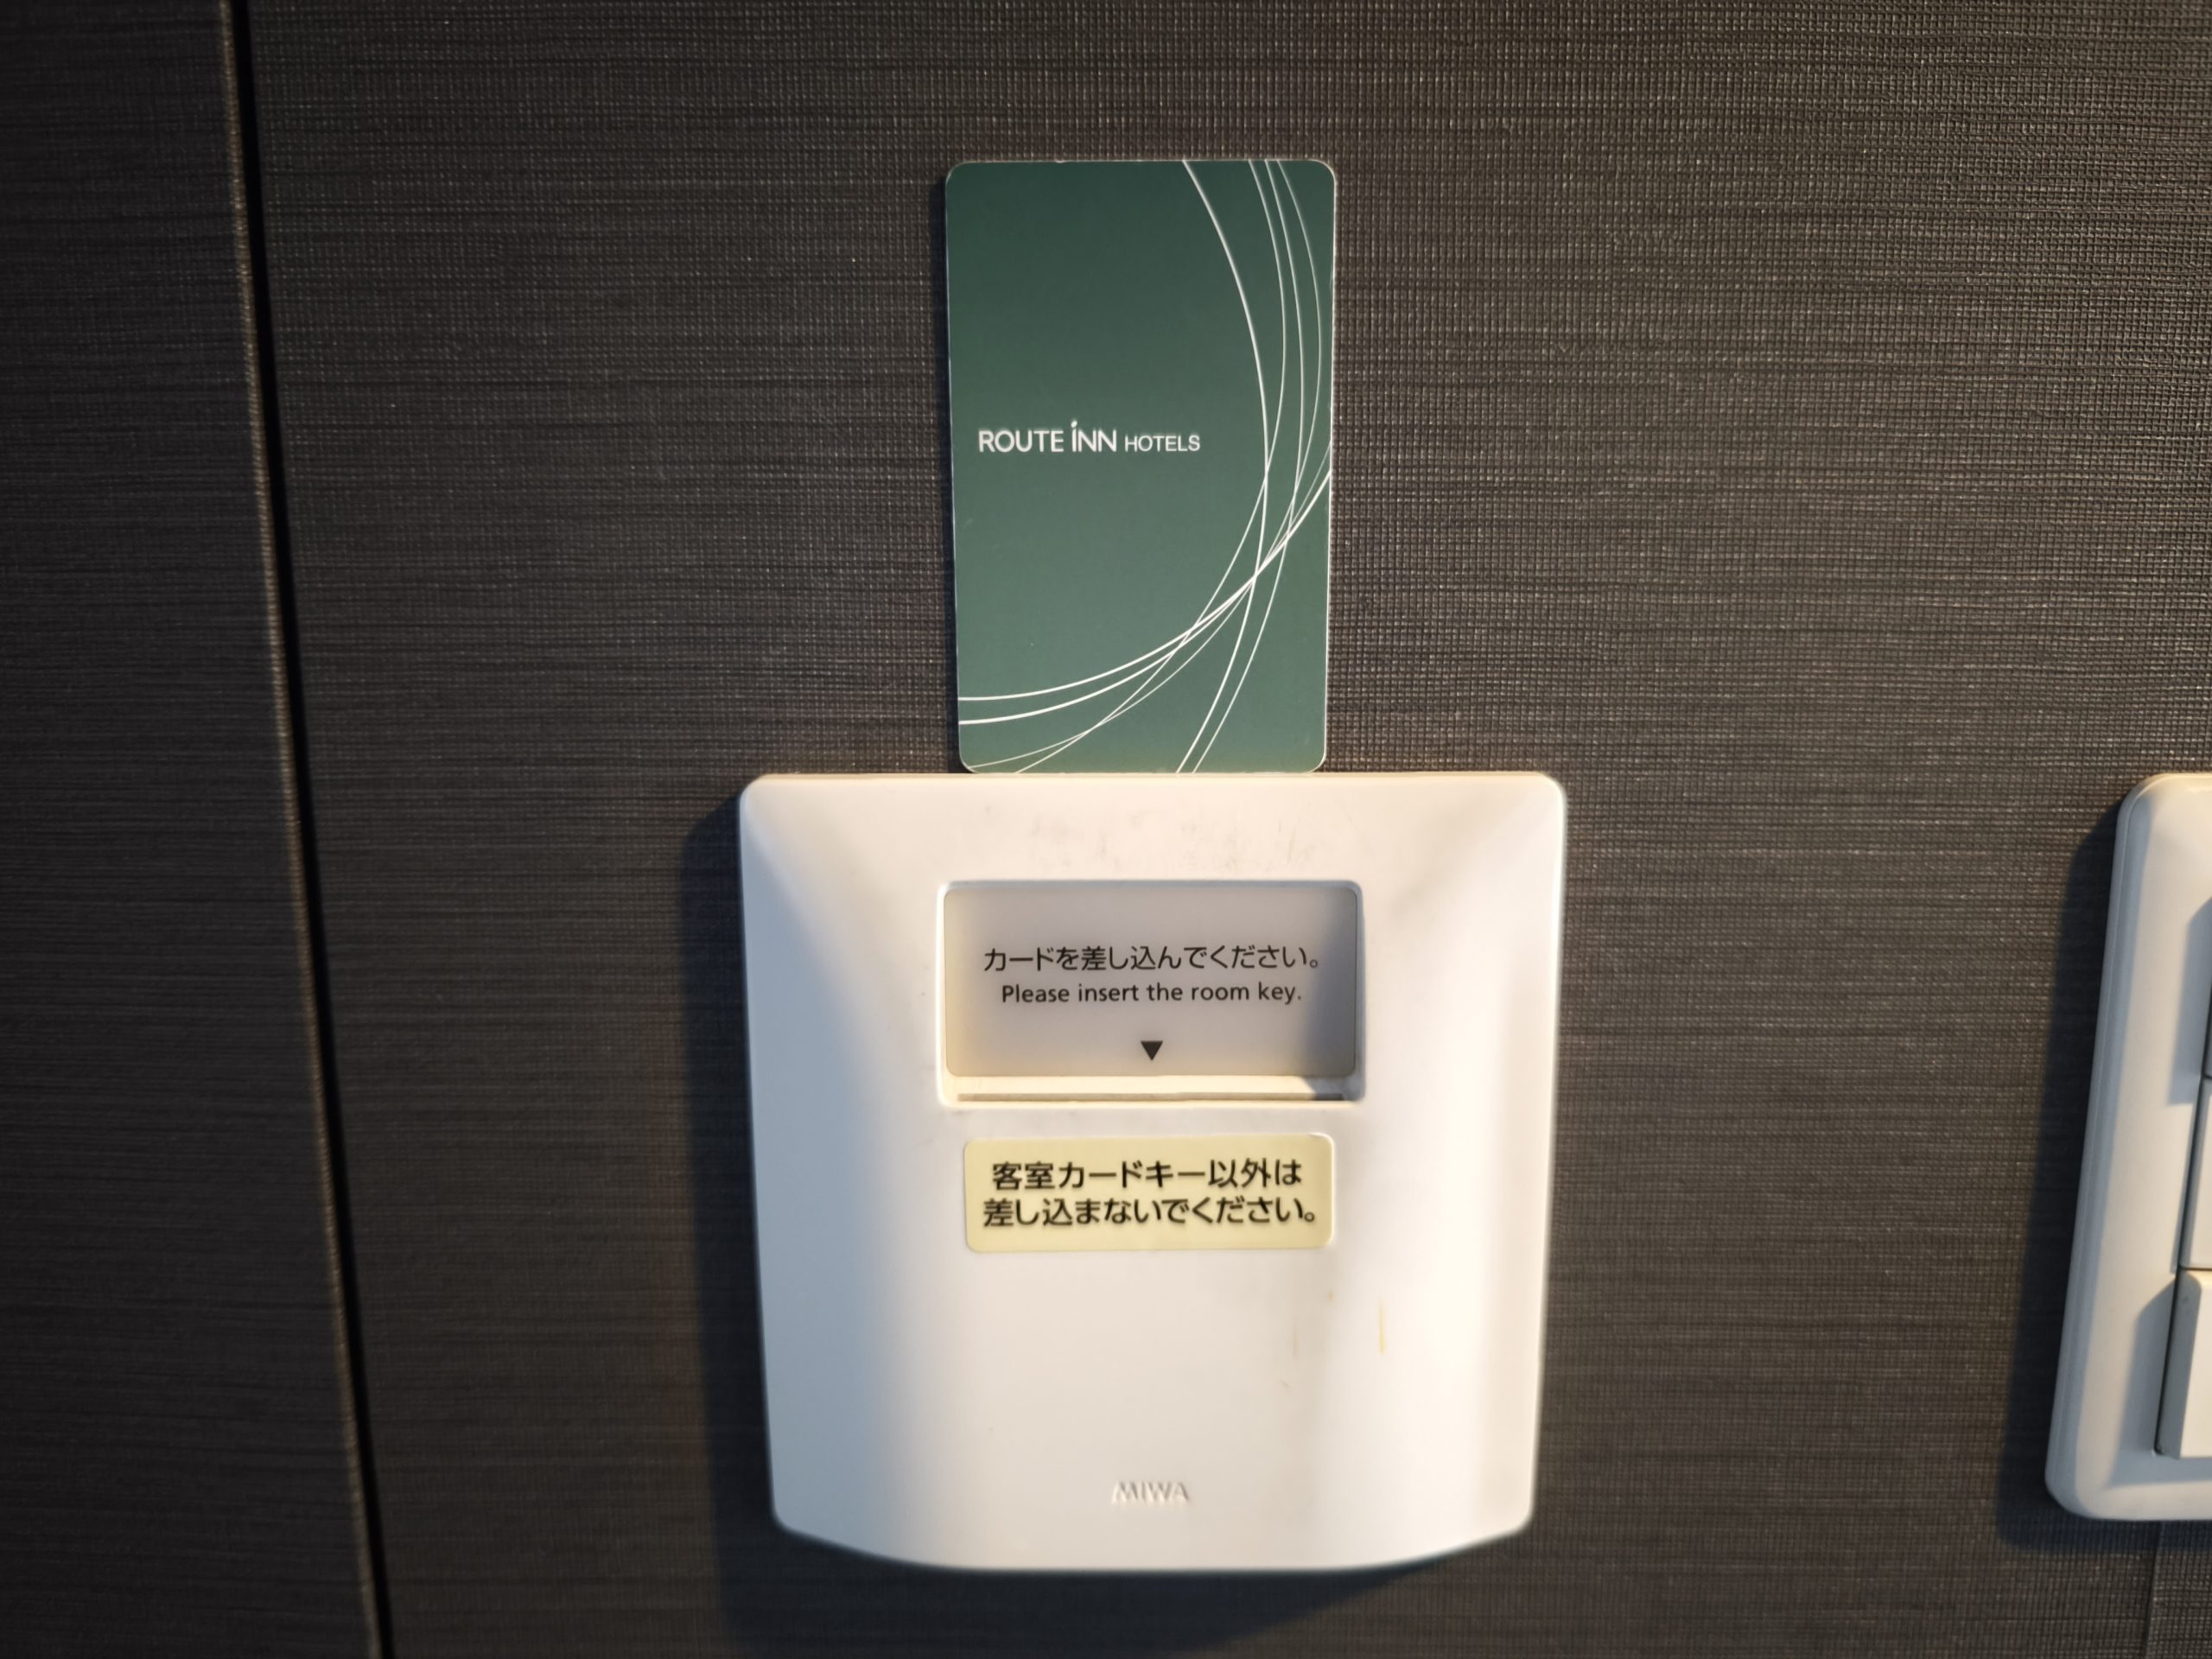 ROUTE INN HOTELS
カードを差し込んでください。
Please insert the room key.
▼
客室カードキー以外は
差し込まないでください。
MIWA